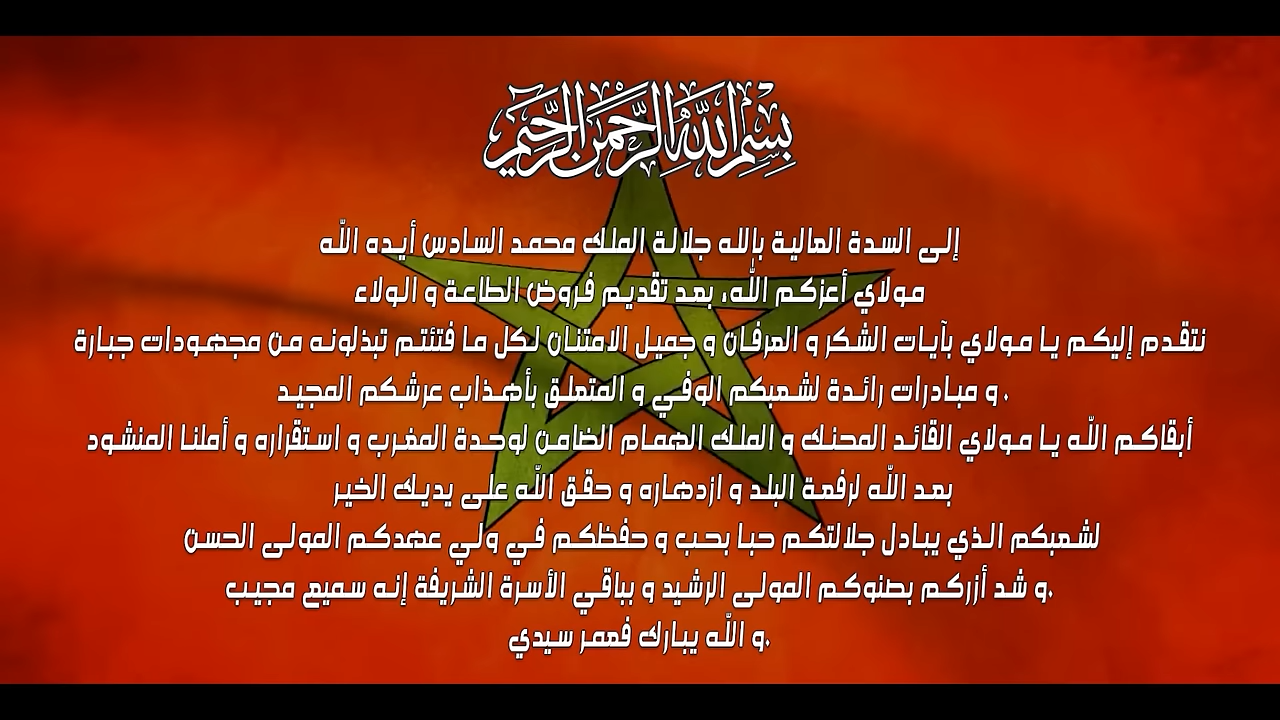 بسم الله الرحمن الرحيم
إلى السدة العالية بالله جلالة الملك محمد السادس أيده الله
مولاي أعزكم الله، بعد تقديم فروض الطاعة و الولاء
نتقدم إليكم يا مولاي بآيات الشكر و العرفان و جميل الامتنان لكل ما فتئتم تبذلونه من مجهودات جبارة
و مبادرات رائدة لشعبكم الوفي و المتعلق بأهذاب عرشكم المجيد .
أبقاكم الله يا مولاي القائد المحنك و الملك الهمام الضامن لوحدة المغرب و استقراره و أملنا المنشود
بعد الله لرفعة البلد و ازدهاره و حقق الله على يديك الخير
لشعبكم الذي يبادل جلالتكم حبا بحب و حفظكم في ولي عهدكم المولى الحسن
.و شد أزركم بصنوكم المولى الرشيد و بباقي الأسرة الشريفة إنه سميع مجيب
.و الله يبارك فعمر سيدي